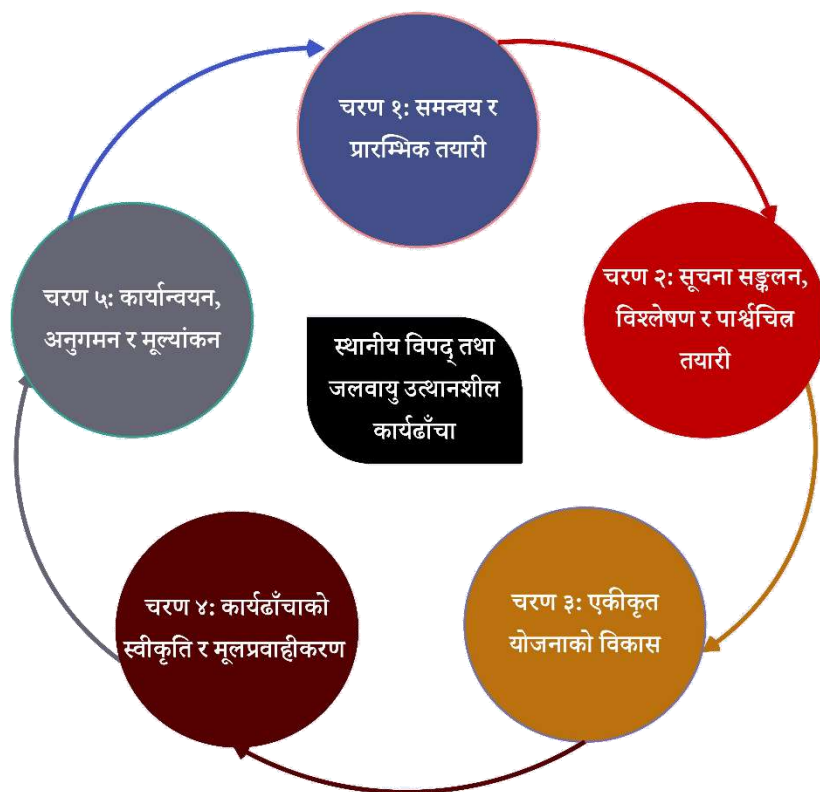 चरण १: समन्वय र
प्रारम्भिक तयारी
चरण २: सूचना सङ्कलन,
विश्लेषण र पार्श्वचित्र
तयारी
चरण ३: एकीकृत
योजनाको विकास
चरण ४: कार्यढाँचाको
स्वीकृति र मूलप्रवाहीकरण
चरण ५: कार्यान्वयन,
अनुगमन र मूल्यांकन
स्थानीय विपद् तथा
जलवायु उत्थानशील
कार्यढाँचा